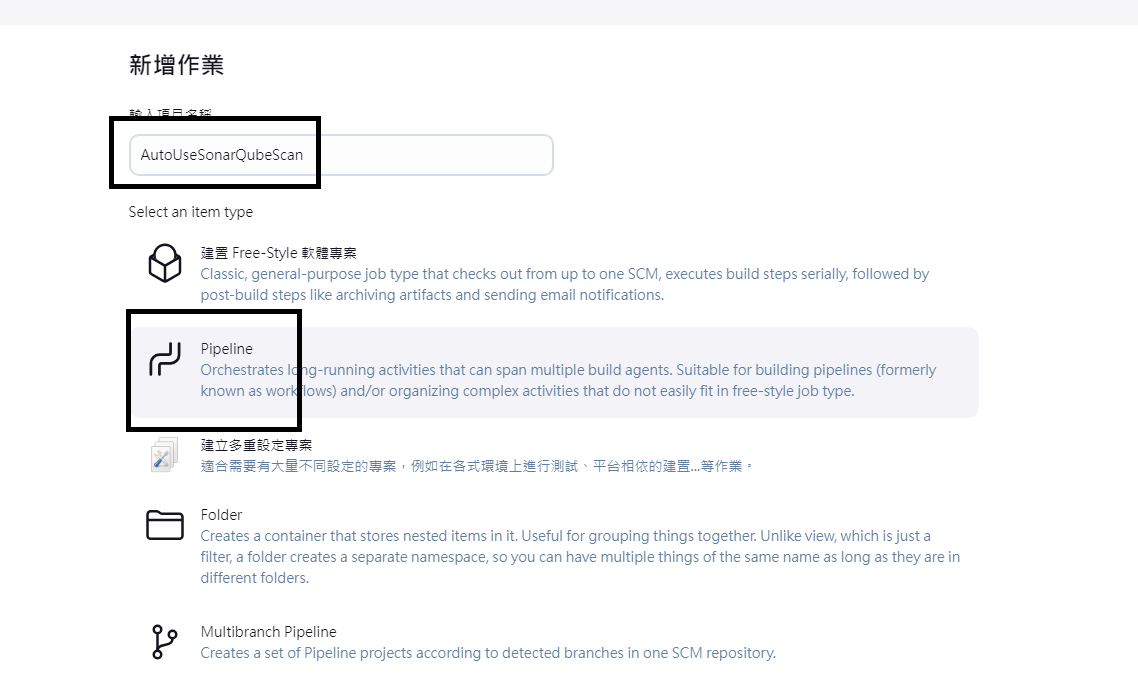 新增作業
輸入項目名稱
AutoUseSonarQubeScan
Select an item type
建置 Free-Style 軟體專案
Classic, general-purpose job type that checks out from up to one SCM, executes build steps serially, followed by
post-build steps like archiving artifacts and sending email notifications.
Pipeline
Orchestrates long-running activities that can span multiple build agents. Suitable for building pipelines (formerly
known as workflows) and/or organizing complex activities that do not easily fit in free-style job type.
建立多重設定專案
適合需要有大量不同設定的專案，例如在各式環境上進行測試、平台相依的建置...等作業。
Folder
Creates a container that stores nested items in it. Useful for grouping things together. Unlike view, which is just a
filter, a folder creates a separate namespace, so you can have multiple things of the same name as long as they are in
different folders.
Multibranch Pipeline
Creates a set of Pipeline projects according to detected branches in one SCM repository.